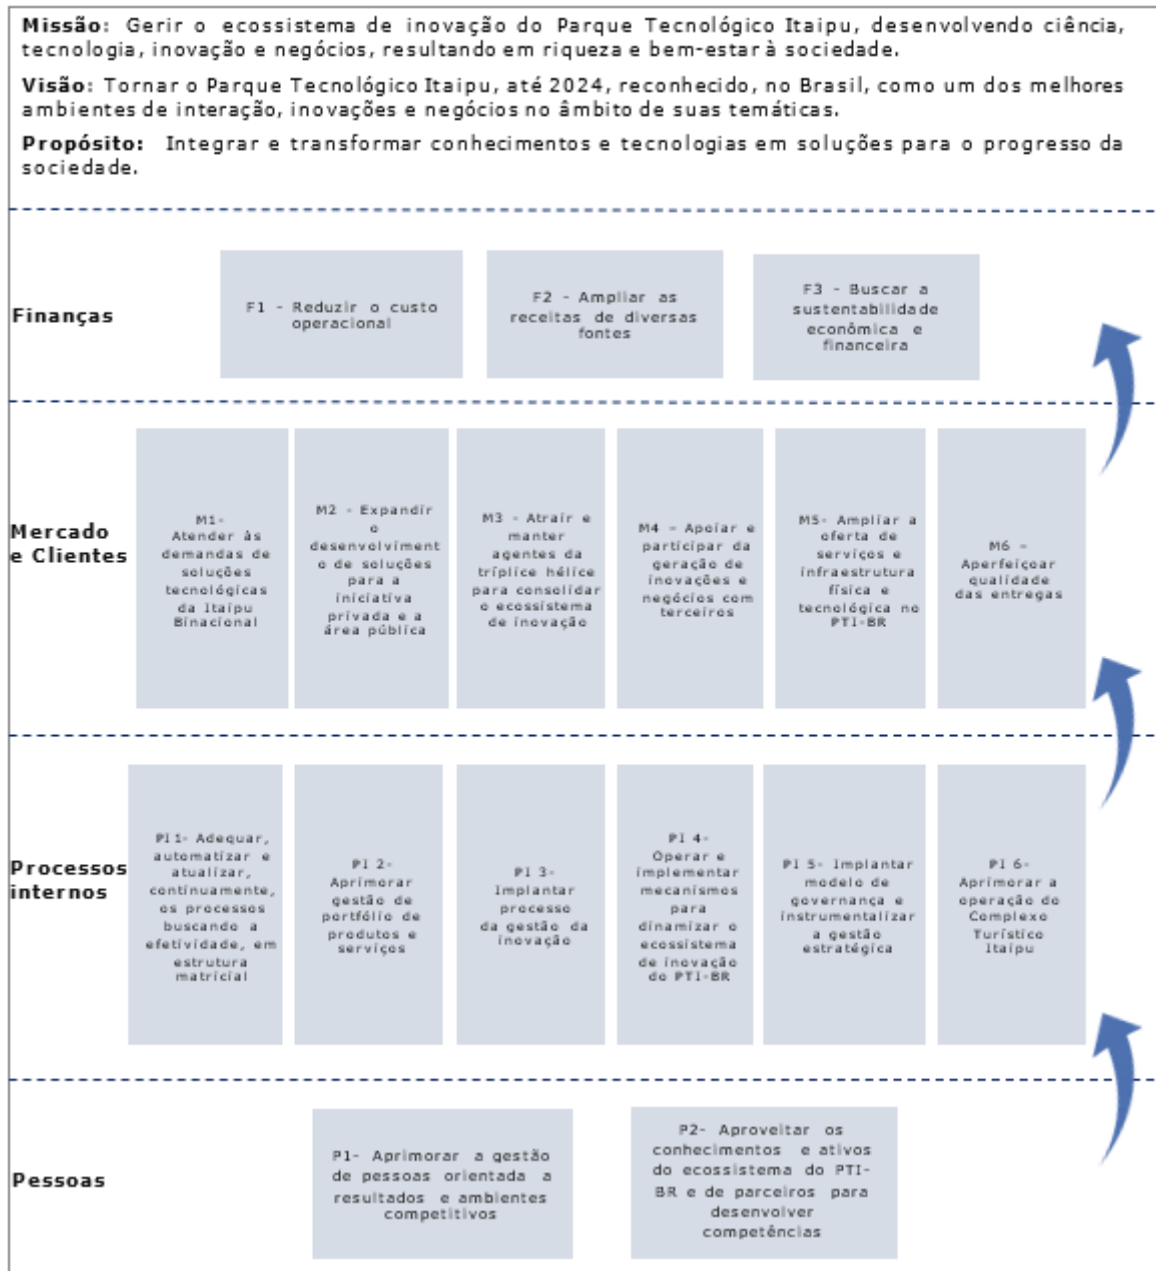 Missão: Gerir o ecossistema de inovação do Parque Tecnológico Itaipu, desenvolvendo ciência,
tecnologia, inovação e negócios, resultando em riqueza e bem-estar à sociedade.
Visão: Tornar o Parque Tecnológico Itaipu, até 2024, reconhecido, no Brasil, como um dos melhores
ambientes de interação, inovações e negócios no âmbito de suas temáticas.
Propósito: Integrar e transformar conhecimentos e tecnologias em soluções para o progresso da
sociedade.
Finanças
F1 - Reduzir o custo
operacional
F2 - Ampliar as
receitas de diversas
fontes
F3 - Buscar a
sustentabilidade
econômica e
financeira
Mercado
e Clientes
M1-
Atender às
demandas de
soluções
tecnológicas
da Itaipu
Binacional
M2 - Expandir
o
desenvolviment
o de soluções
para a
iniciativa
privada e a
área pública
M3 - Atrair e
manter
agentes da
tríplice hélice
para consolidar
o ecossistema
de inovação
M4 - Apoiar e
participar da
geração de
inovações e
negócios com
terceiros
M5- Ampliar a
oferta de
serviços e
infraestrutura
física e
tecnológica no
PTI-BR
M6 -
Aperfeiçoar
qualidade
das entregas
Processos
internos
PI 1- Adequar,
automatizar e
atualizar,
continuamente,
os processos
buscando a
efetividade, em
estrutura
matricial
PI 2-
Aprimorar
gestão de
portfólio de
produtos e
serviços
PI 3-
Implantar
processo
da gestão da
inovação
PI 4-
Operar e
implementar
mecanismos
para
dinamizar o
ecossistema
de inovação
do PTI-BR
PI 5- Implantar
modelo de
governança e
instrumentalizar
a gestão
estratégica
PI 6-
Aprimorar a
operação do
Complexo
Turístico
Itaipu
Pessoas
P1- Aprimorar a gestão
de pessoas orientada a
resultados e ambientes
competitivos
P2- Aproveitar os
conhecimentos e ativos
do ecossistema do PTI-
BR e de parceiros para
desenvolver
competências